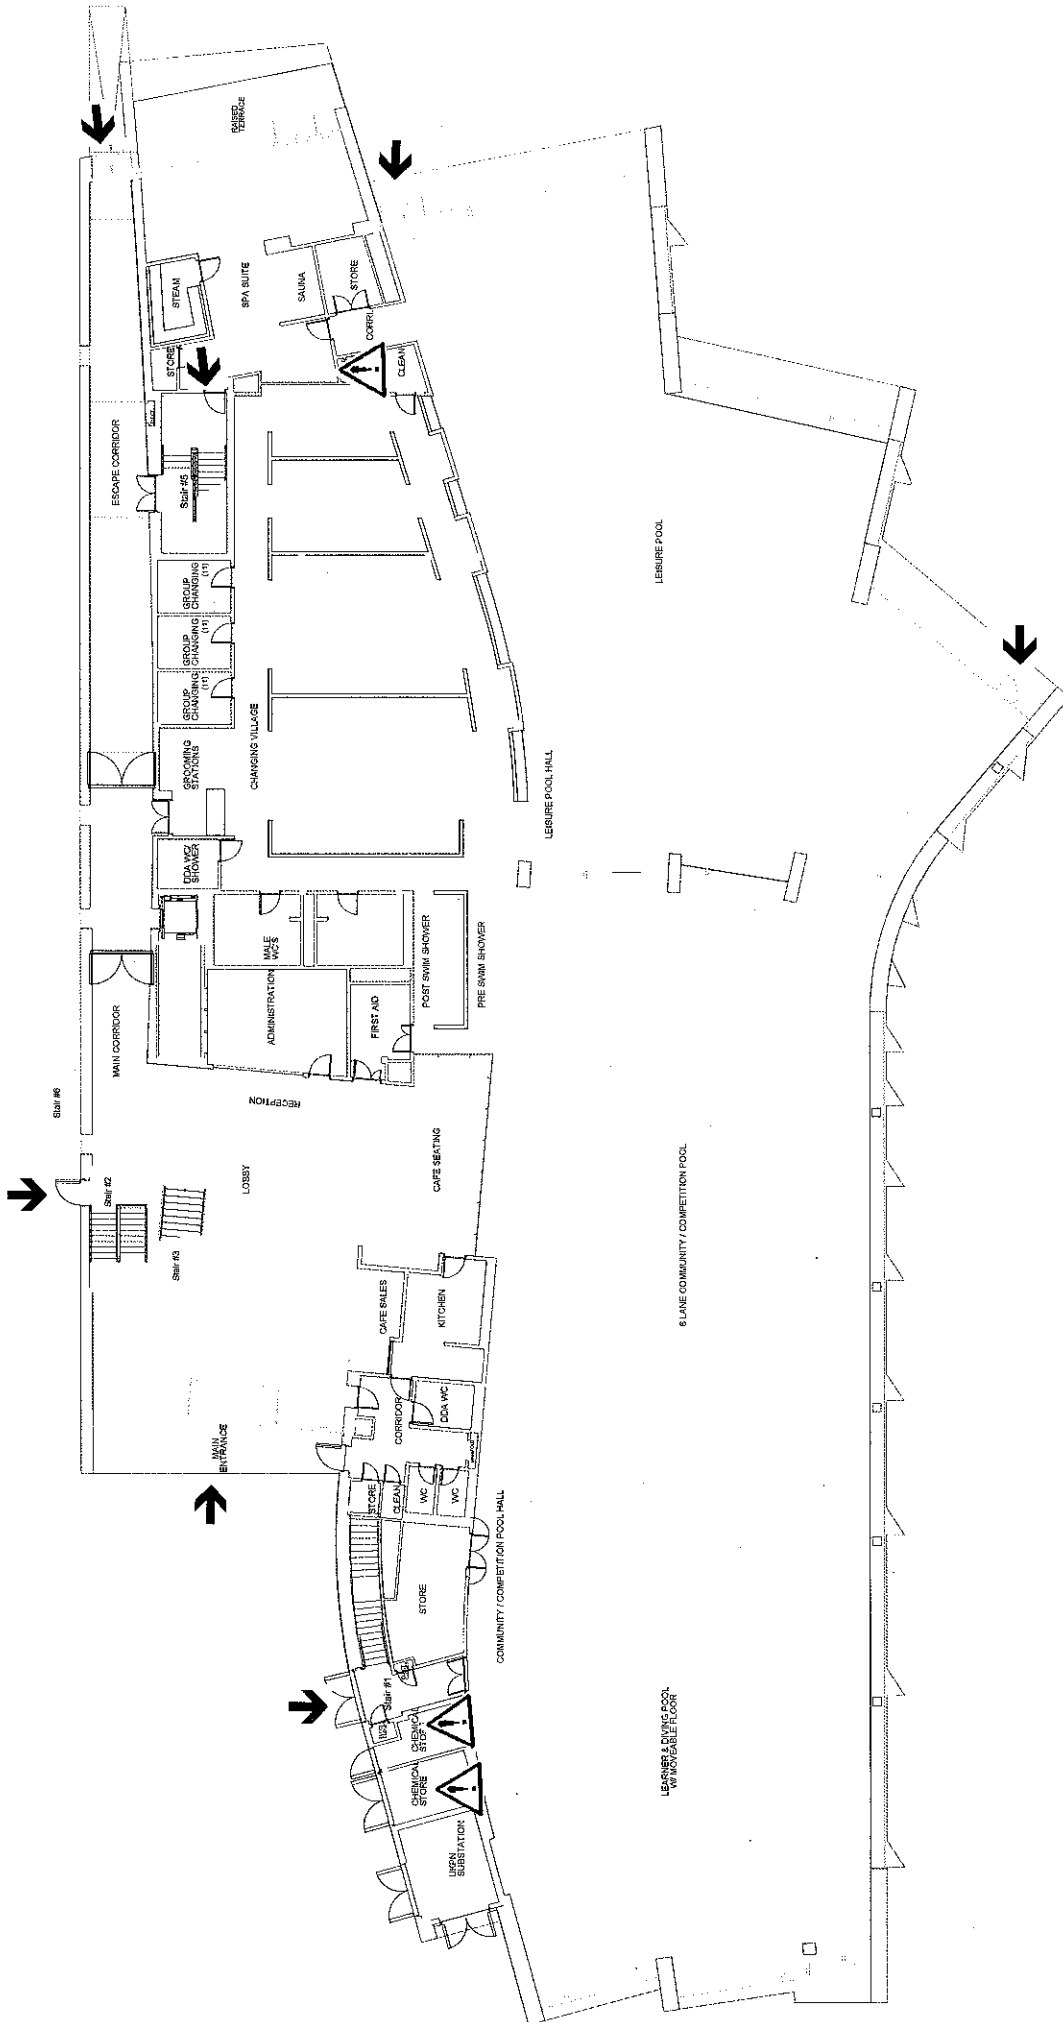 RAISED
TERRACE
STEAM
SPA SUITE
SAUNA
STORE
STORE
CORRI.
CLEAN
ESCAPE CORRIDOR
Stair #5
GROUP
CHANGING
(11)
GROUP
CHANGING
(11)
GROUP
CHANGING
(11)
GROOMING
STATIONS
CHANGING VILLAGE
LEISURE POOL
LEISURE POOL HALL
DDA WC/
SHOWER
MALE
WC'S
POST SWIM SHOWER
PRE SWIM SHOWER
ADMINISTRATION
FIRST AID
MAIN CORRIDOR
RECEPTION
Stair #6
LOBBY
CAFE SEATING
Stair #2
Stair #3
6 LANE COMMUNITY / COMPETITION POOL
CAFE SALES
KITCHEN
CORRIDOR
DDA WC
MAIN
ENTRANCE
STORE
CLEAN
WC
WC
STORE
COMMUNITY / COMPETITION POOL HALL
Stair #1
CHEMICAL
CHEMICAL
STORE
LEARNER & DIVING POOL
W/ MOVEABLE FLOOR
UKPN
SUBSTATION